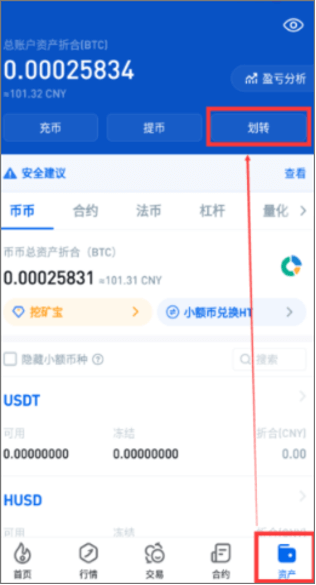 总账户资产折合(BTC)
0.00025834
≈101.32 CNY
盈亏分析
充币 提币 划转
安全建议 查看
币币 合约 法币 杠杆 量化
币币总资产折合（BTC）
0.00025831 ≈101.31 CNY
挖矿宝 小额币兑换HT
隐藏小额币种 搜索
USDT
可用 冻结 折合(CNY)
0.00000000 0.00000000 0.00
HUSD
可用 冻结 折合(CNY)
首页 行情 交易 合约 资产